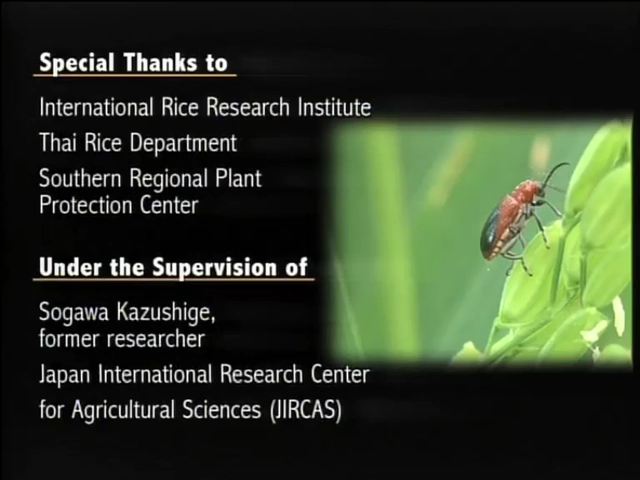 Special Thanks to
International Rice Research Institute
Thai Rice Department
Southern Regional Plant
Protection Center
Under the Supervision of
Sogawa Kazushige,
former researcher
Japan International Research Center
for Agricultural Sciences (JIRCAS)